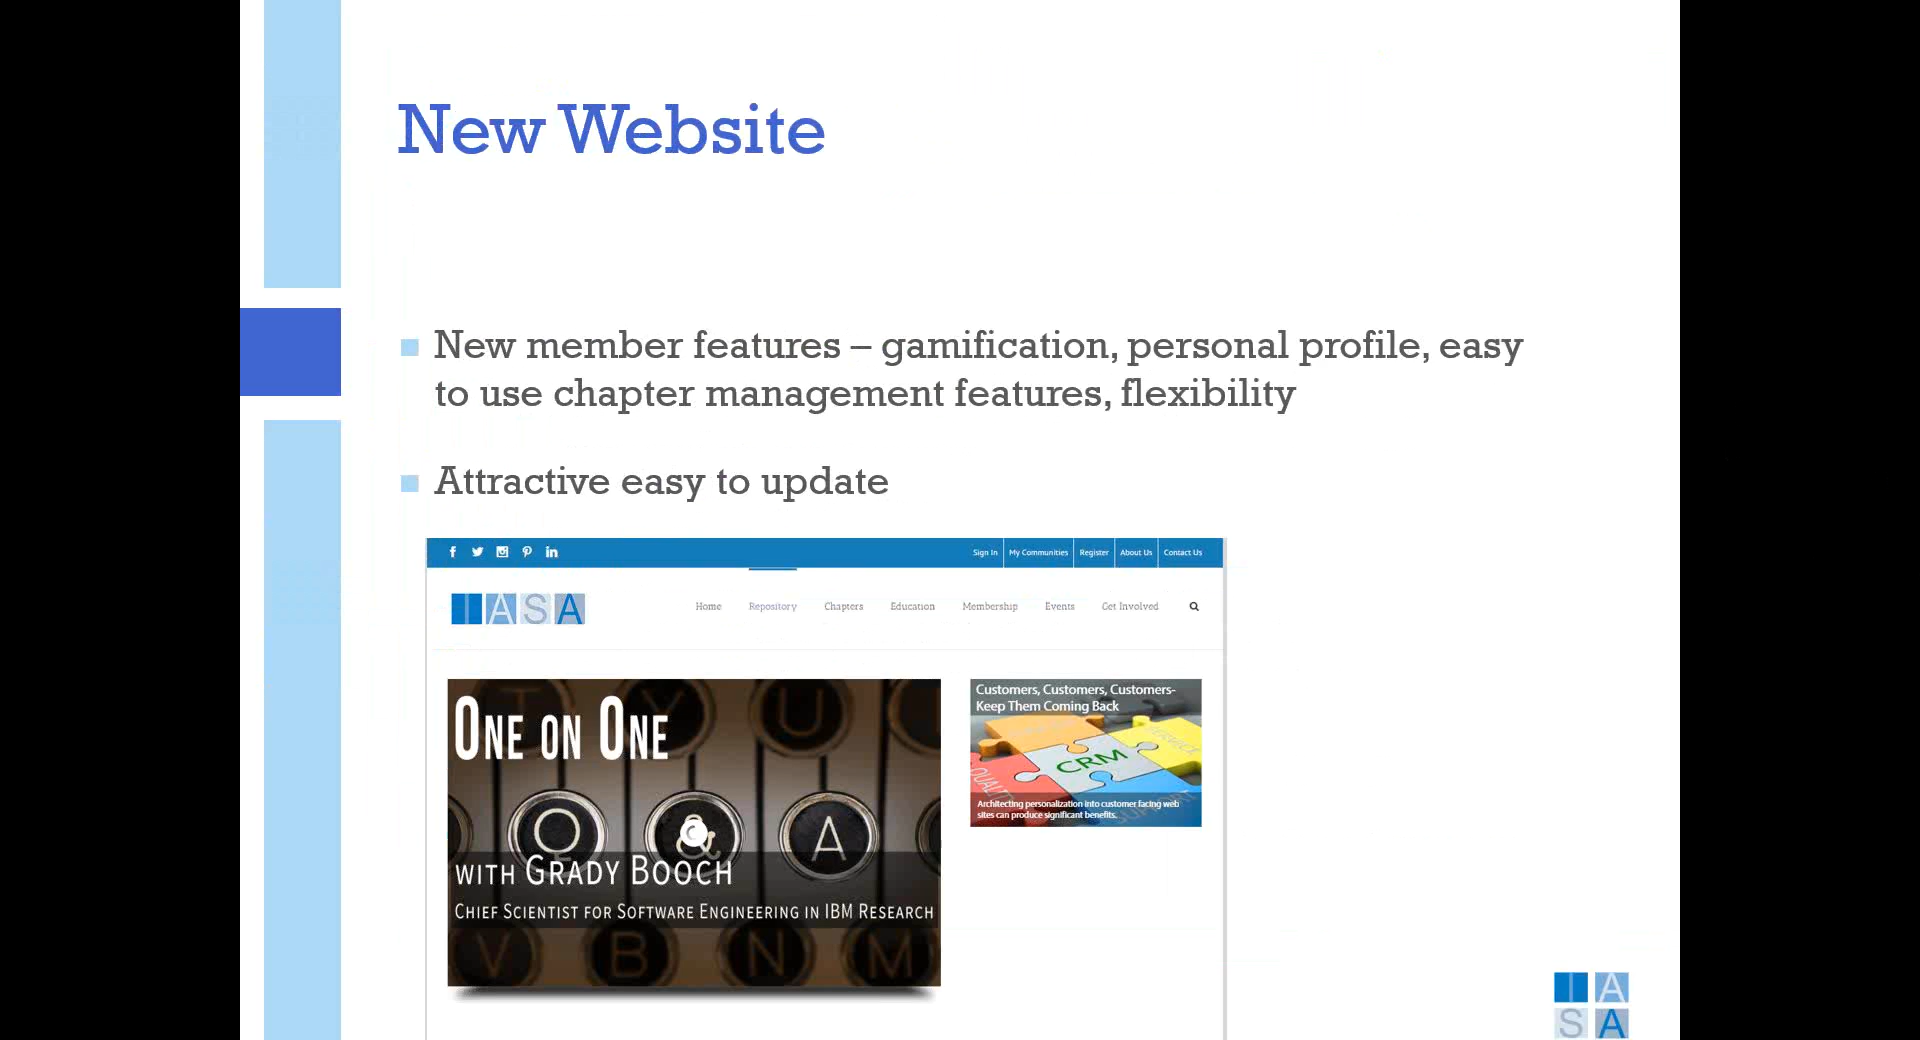 New Website
New member features – gamification, personal profile, easy
to use chapter management features, flexibility
Attractive easy to update
Sign In My Communities Register About Us Contact Us
IASA
Home Repository Chapters Education Membership Events Get Involved
ONE ON ONE
Q & A
WITH GRADY BOOCH
CHIEF SCIENTIST FOR SOFTWARE ENGINEERING IN IBM RESEARCH
V B N M
Customers, Customers, Customers-
Keep Them Coming Back
SERVICE
CRM
QUALITY
SUPPORT
Architecting personalization into customer facing web
sites can produce significant benefits.
I A
S A